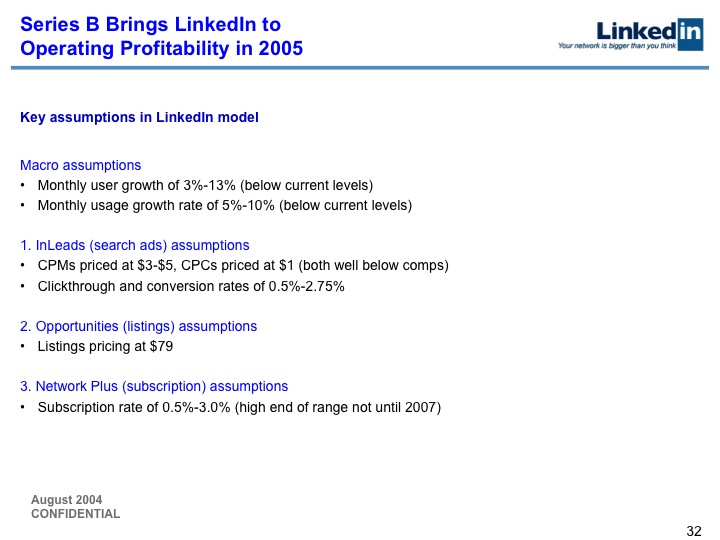 Series B Brings LinkedIn to
Operating Profitability in 2005
Linked in
Your network is bigger than you think
Key assumptions in LinkedIn model
Macro assumptions
• Monthly user growth of 3%-13% (below current levels)
• Monthly usage growth rate of 5%-10% (below current levels)
1. InLeads (search ads) assumptions
• CPMs priced at $3-$5, CPCs priced at $1 (both well below comps)
• Clickthrough and conversion rates of 0.5%-2.75%
2. Opportunities (listings) assumptions
• Listings pricing at $79
3. Network Plus (subscription) assumptions
• Subscription rate of 0.5%-3.0% (high end of range not until 2007)
August 2004
CONFIDENTIAL
32